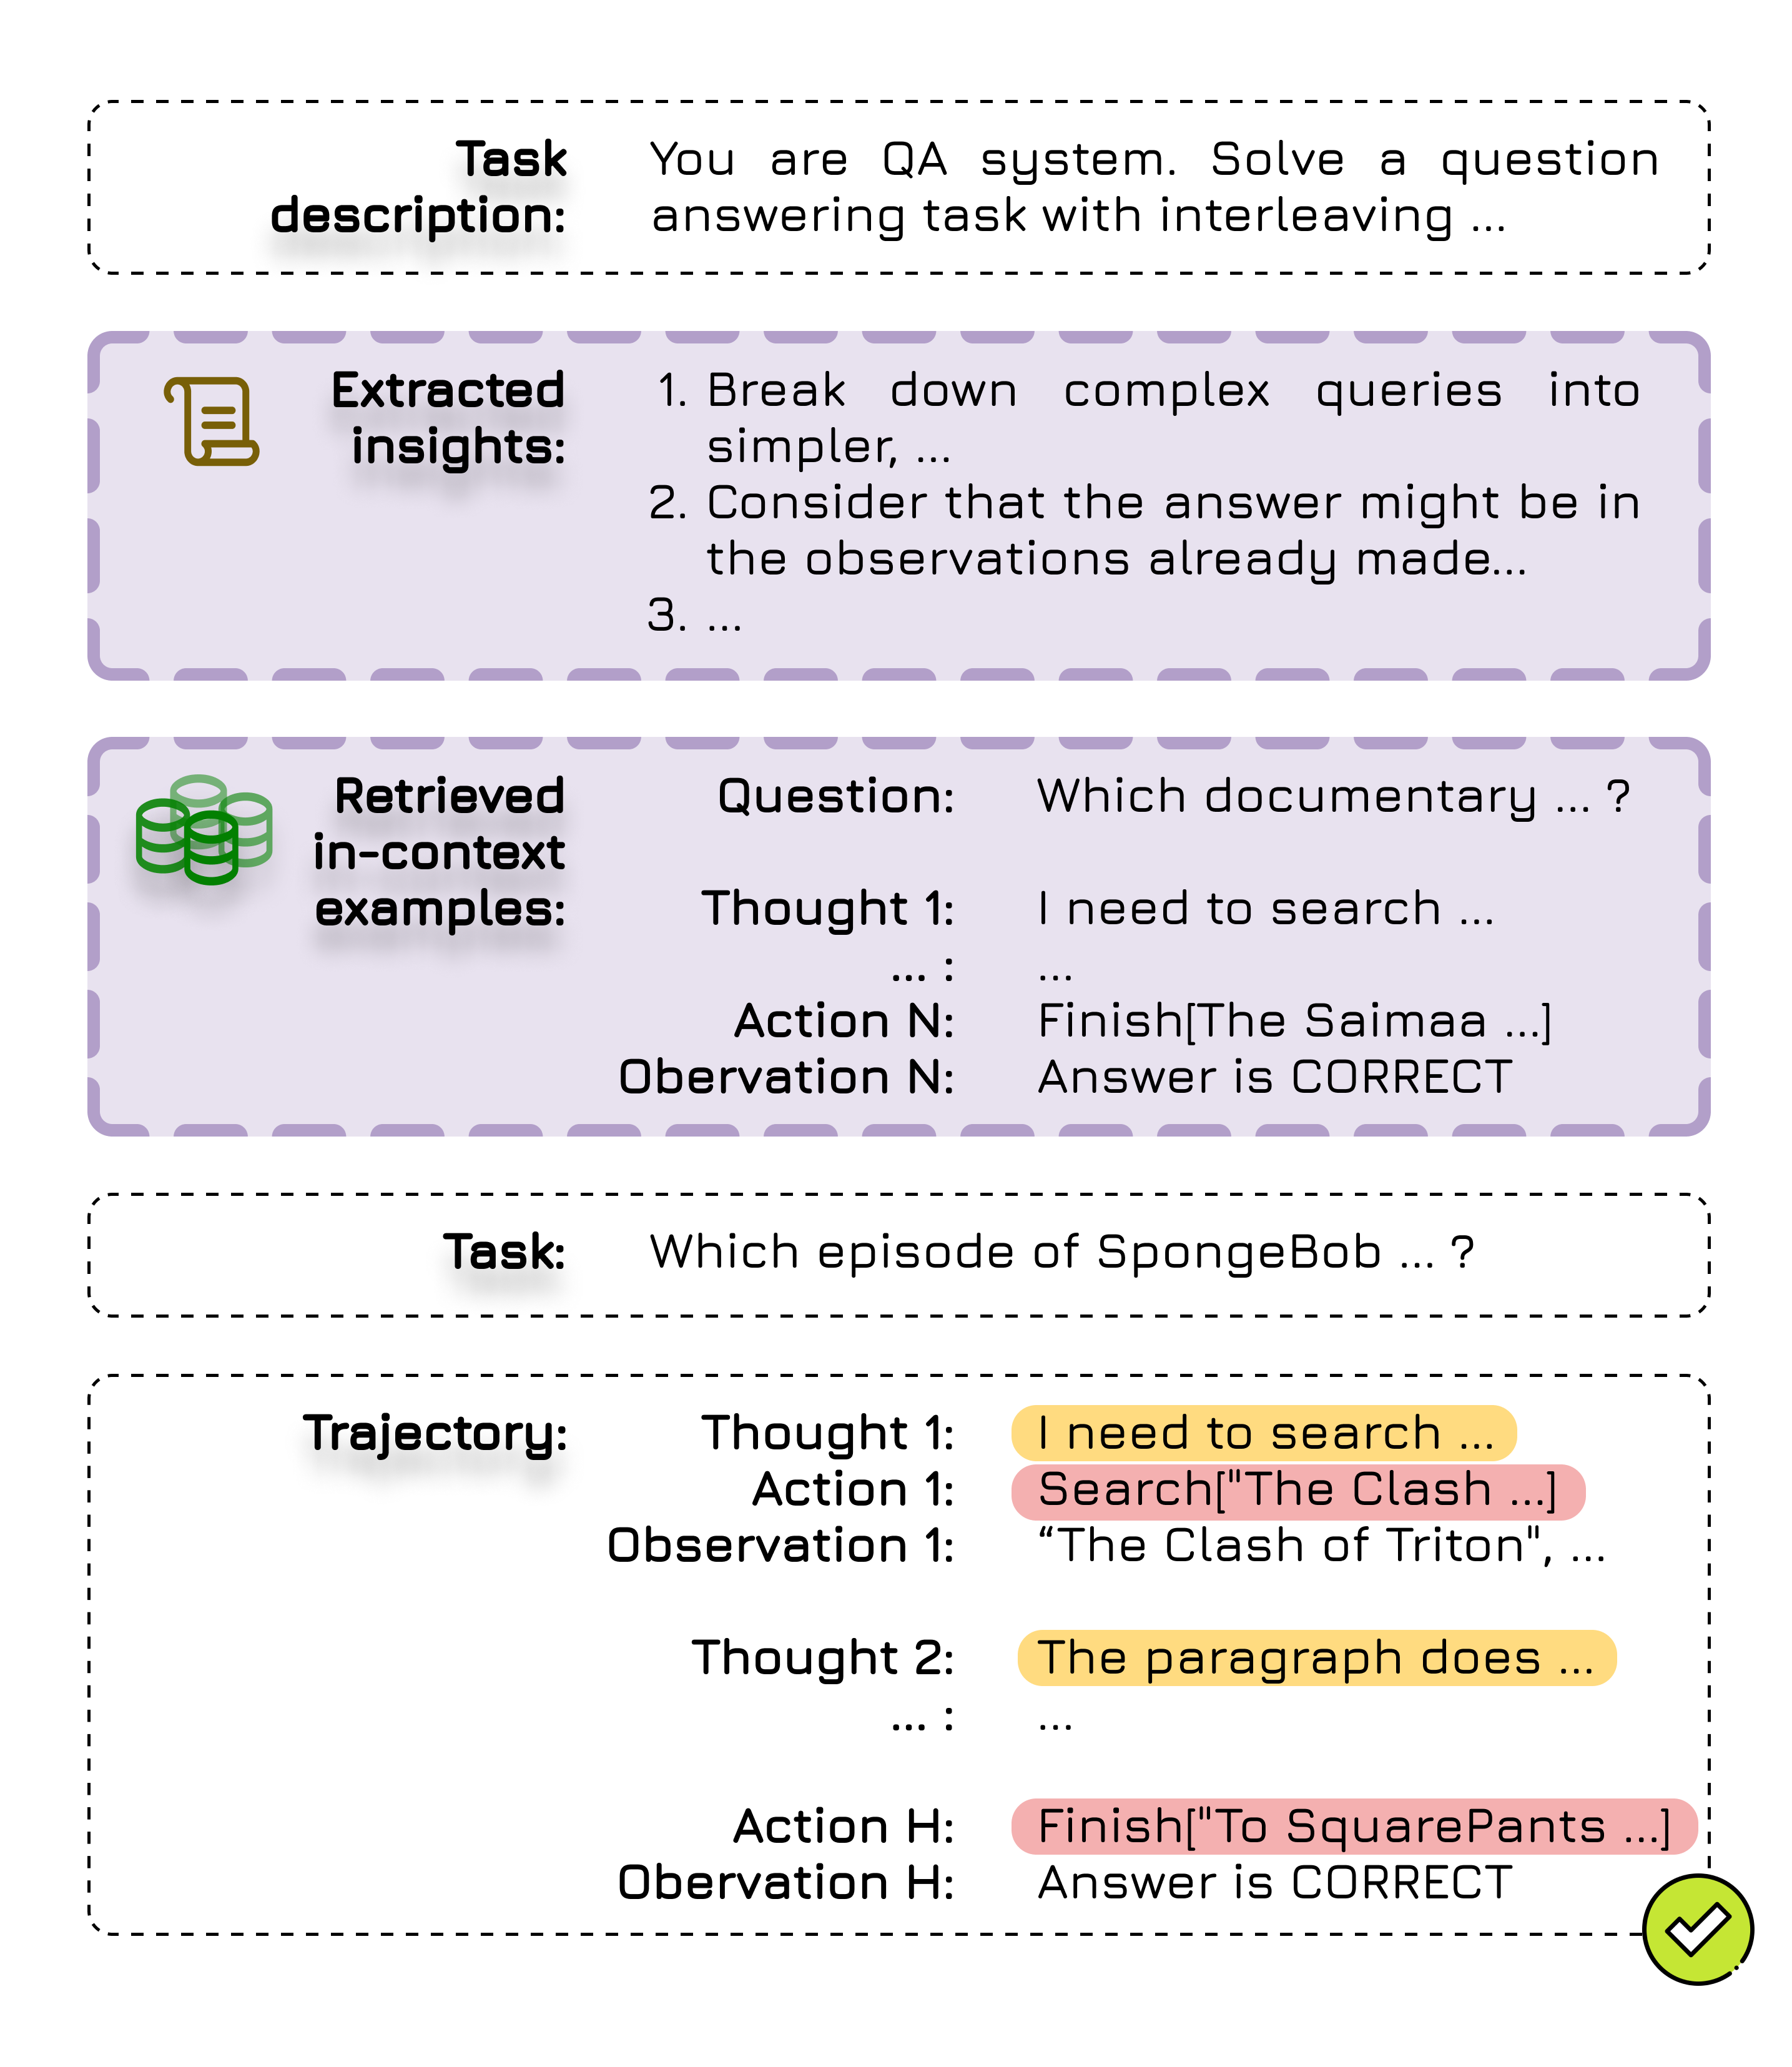 Task description: You are QA system. Solve a question
answering task with interleaving ...
Extracted insights:
1. Break down complex queries into
simpler, ...
2. Consider that the answer might be in
the observations already made...
3. ...
Retrieved in-context examples:
Question: Which documentary ... ?
Thought 1: I need to search ...
... : ...
Action N: Finish[The Saimaa ...]
Obervation N: Answer is CORRECT
Task: Which episode of SpongeBob ... ?
Trajectory:
Thought 1: I need to search ...
Action 1: Search["The Clash ...]
Observation 1: “The Clash of Triton", ...
Thought 2: The paragraph does ...
... : ...
Action H: Finish["To SquarePants ...]
Obervation H: Answer is CORRECT